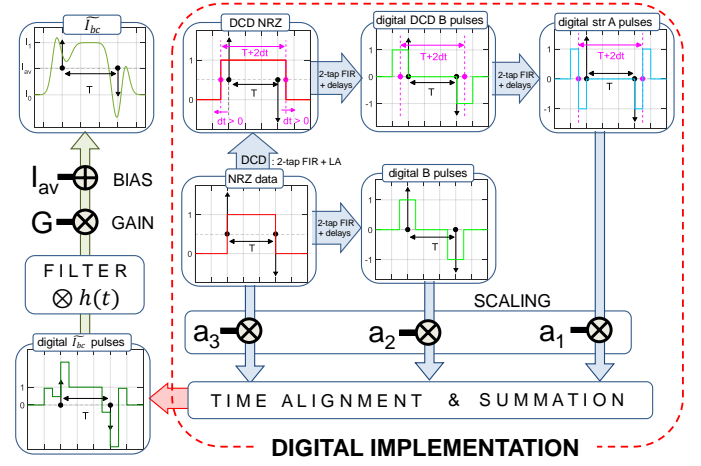 Ĩbc
I1
Iav
I0
T
DCD NRZ
T+2dt
1
0
T
dt > 0
dt > 0
2-tap FIR
+ delays
digital DCD B pulses
T+2dt
1
0
-1
T
2-tap FIR
+ delays
digital str A pulses
T+2dt
1
0
-1
T
DCD
: 2-tap FIR + LA
NRZ data
1
0
T
2-tap FIR
+ delays
digital B pulses
1
0
-1
T
Iav
BIAS
G
GAIN
FILTER
⊗ h(t)
SCALING
a3
a2
a1
digital Ĩbc pulses
1
0
T
TIME ALIGNMENT & SUMMATION
DIGITAL IMPLEMENTATION